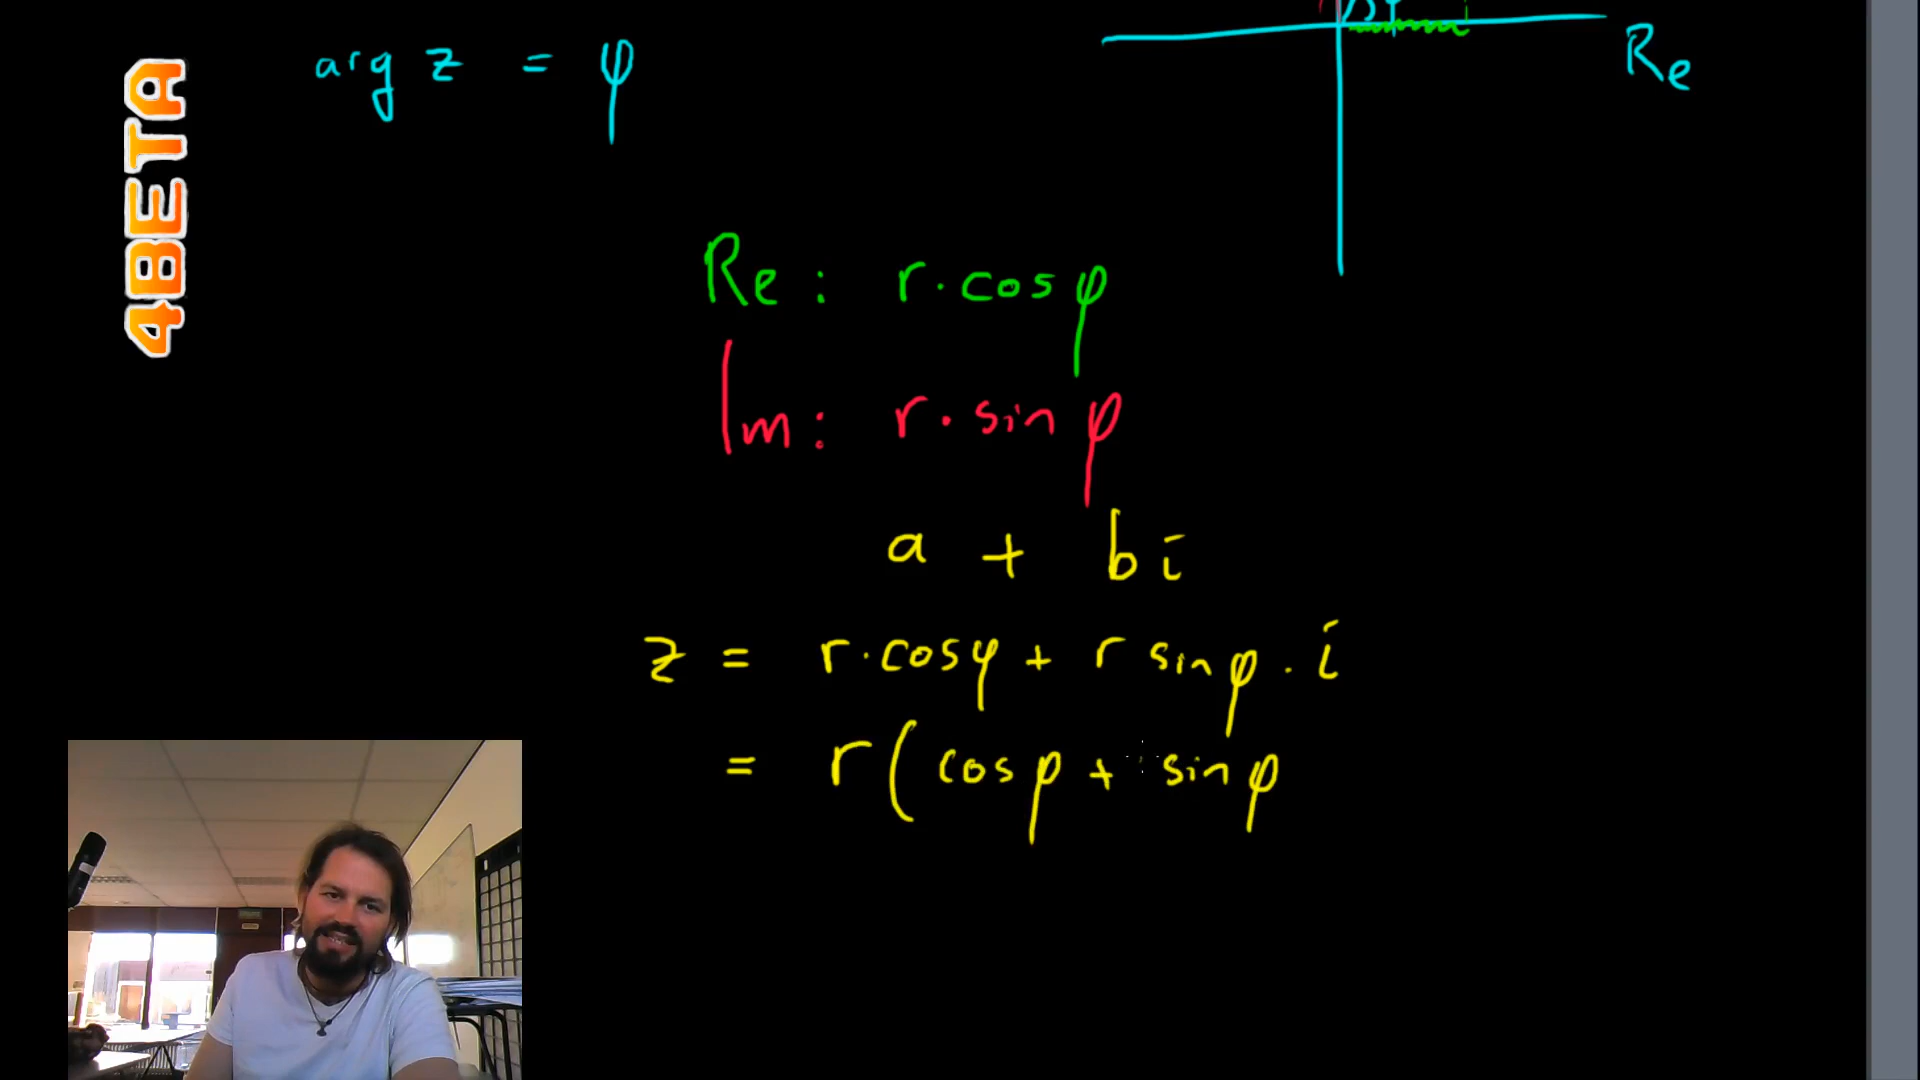 4BETA
arg z = φ
Re
Re : r · cos φ
Im : r · sin φ
a + bi
z = r · cos φ + r sin φ · i
= r ( cos φ + sin φ